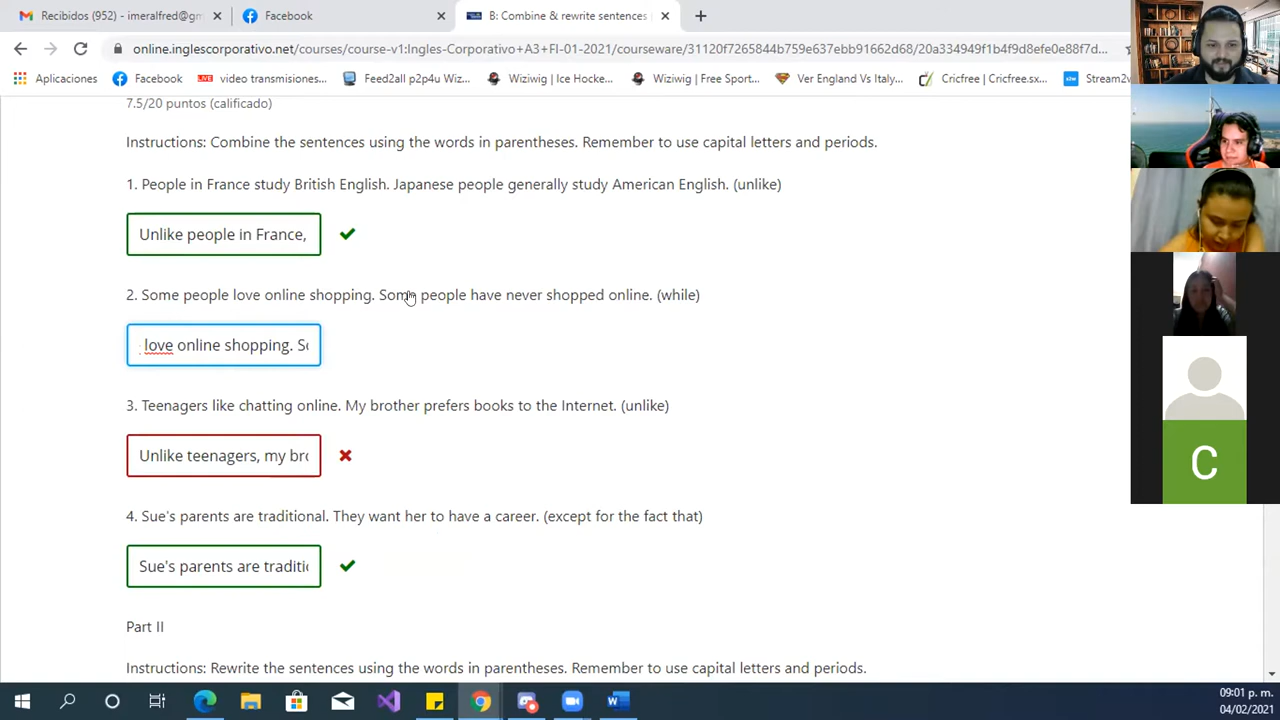 Recibidos (952) - imeralfred@gm
Facebook
B: Combine & rewrite sentences
online.inglescorporativo.net/courses/course-v1:Ingles-Corporativo+A3+FI-01-2021/courseware/31120f7265844b759e637ebb91662d68/20a334949f1b4f9d8efe0e88f7d...
Aplicaciones Facebook LIVE video transmisiones... Feed2all p2p4u Wiz... Wiziwig | Ice Hocke... Wiziwig | Free Sport... Ver England Vs Italy... Cricfree | Cricfree.sx... s2w Stream2v
7.5/20 puntos (calificado)
Instructions: Combine the sentences using the words in parentheses. Remember to use capital letters and periods.
1. People in France study British English. Japanese people generally study American English. (unlike)
Unlike people in France,
2. Some people love online shopping. Some people have never shopped online. (while)
love online shopping. So
3. Teenagers like chatting online. My brother prefers books to the Internet. (unlike)
Unlike teenagers, my bro
4. Sue's parents are traditional. They want her to have a career. (except for the fact that)
Sue's parents are traditio
Part II
Instructions: Rewrite the sentences using the words in parentheses. Remember to use capital letters and periods.
C
09:01 p. m.
04/02/2021